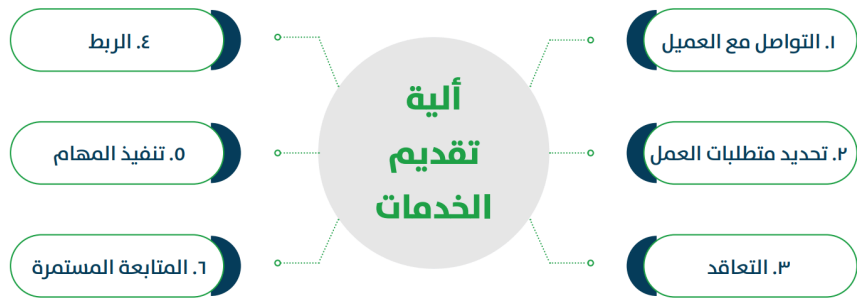 ألية
تقديم
الخدمات
١. التواصل مع العميل
٢. تحديد متطلبات العمل
٣. التعاقد
٤. الربط
٥. تنفيذ المهام
٦. المتابعة المستمرة